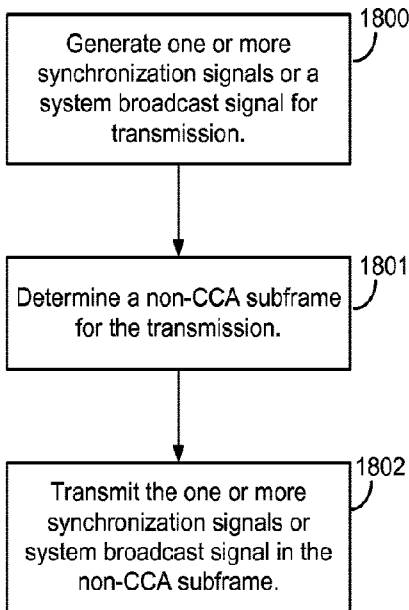 1800
Generate one or more
synchronization signals or a
system broadcast signal for
transmission.
1801
Determine a non-CCA subframe
for the transmission.
1802
Transmit the one or more
synchronization signals or
system broadcast signal in the
non-CCA subframe.